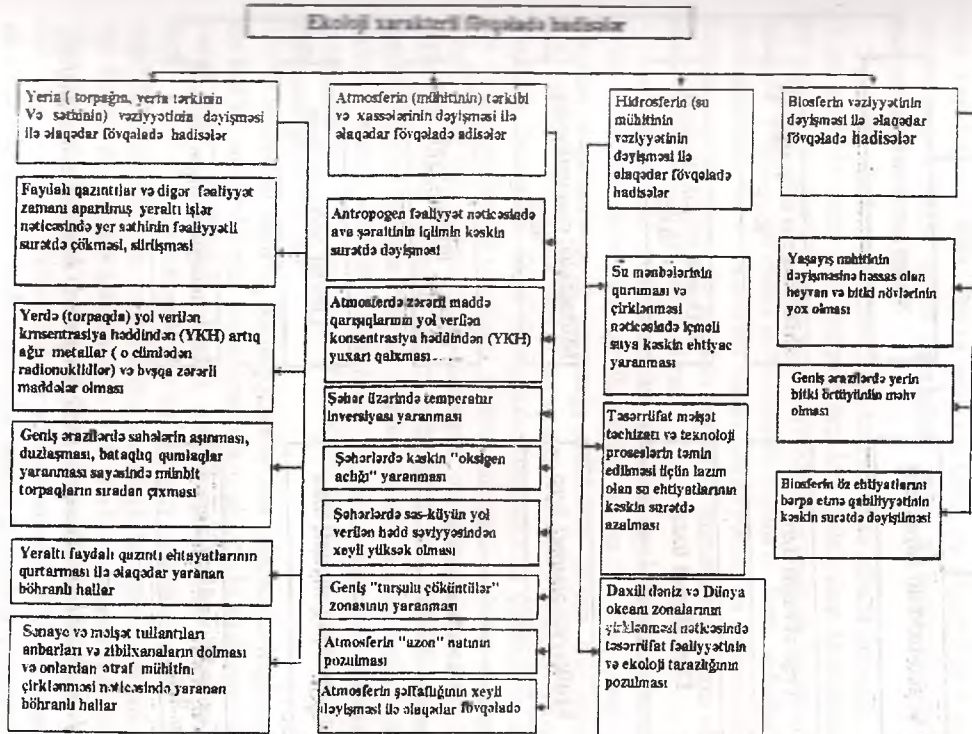 Ekoloji xarakterli fövqəladə hadisələr
Yerin ( torpağın, yerin tərkinin
Və səthinin) vəziyyətinin dəyişməsi
ilə əlaqədar fövqəladə hadisələr
Faydalı qazıntılar və digər fəaliyyət
zamanı aparılmış yeraltı işlər
nəticəsində yer səthinin fəaliyyətli
surətdə çökməsi, sürüşməsi
Yerdə (torpaqda) yol verilən
krnsentrasiya həddindən (YKH) artıq
ağır metallar ( o cümlədən
radionuklidlər) və bvşqa zərərli
maddələr olması
Geniş ərazilərdə sahələrin aşınması,
duzlaşması, bataqlıq qumlaqlar
yaranması sayəsində münbit
torpaqların sıradan çıxması
Yeraltı faydalı qazıntı ehtayatlarının
qurtarması ilə əlaqədar yaranan
böhranlı hallar
Sənaye və məişət tullantıları
anbarları və zibilxanaların dolması
və onlardan ətraf mühitin
çirklənməsi nəticəsində yaranan
böhranlı hallar
Atmosferin (mühitinin) tərkibi
və xassələrinin dəyişməsi ilə
əlaqədar fövqəladə adisələr
Antropogen fəaliyyət nəticəsində
ava şəraitinin iqlimin kəskin
surətdə dəyişməsi
Atmosferdə zərərli maddə
qarışıqlarının yol verilən
konsentrasiya həddindən (YKH)
yuxarı qalxması....
Şəhər üzərində temperatur
inversiyası yaranması
Şəhərlərdə kəskin "oksigen
aclığı" yaranması
Şəhərlərdə səs-küyün yol
verilən hədd səviyyəsindən
xeyli yüksək olması
Geniş "turşulu çöküntülər"
zonasının yaranması
Atmosferin "uzon" natının
pozulması
Atmosferin şəffaflığının xeyli
dəyişməsi ilə əlaqədar fövqəladə
Hidrosferin (su
mühitinin
vəziyyətinin
dəyişməsi ilə
əlaqədar fövqəladə
hadisələr
Su mənbələrinin
quruması və
çirklənməsi
nəticəsində içməli
suya kəskin ehtiyac
yaranması
Təsərrüfat məişət
təchizatı və texnoloji
proseslərin təmin
edilməsi üçün lazım
olan su ehtiyatlarının
kəskin surətdə
azalması
Daxili dəniz və Dünya
okeanı zonalarının
çirklənməsi nəticəsində
təsərrüfat fəaliyyətinin
və ekoloji tarazlığının
pozulması
Biosferin vəziyyətinin
dəyişməsi ilə əlaqədar
fövqəladə hadisələr
Yaşayış mühitinin
dəyişməsinə həssas olan
heyvan və bitki növlərinin
yox olması
Geniş ərazilərdə yerin
bitki örtüyünün məhv
olması
Biosferin öz ehtiyatlarını
bərpa etmə qabiliyyətinin
kəskin surətdə dəyişilməsi